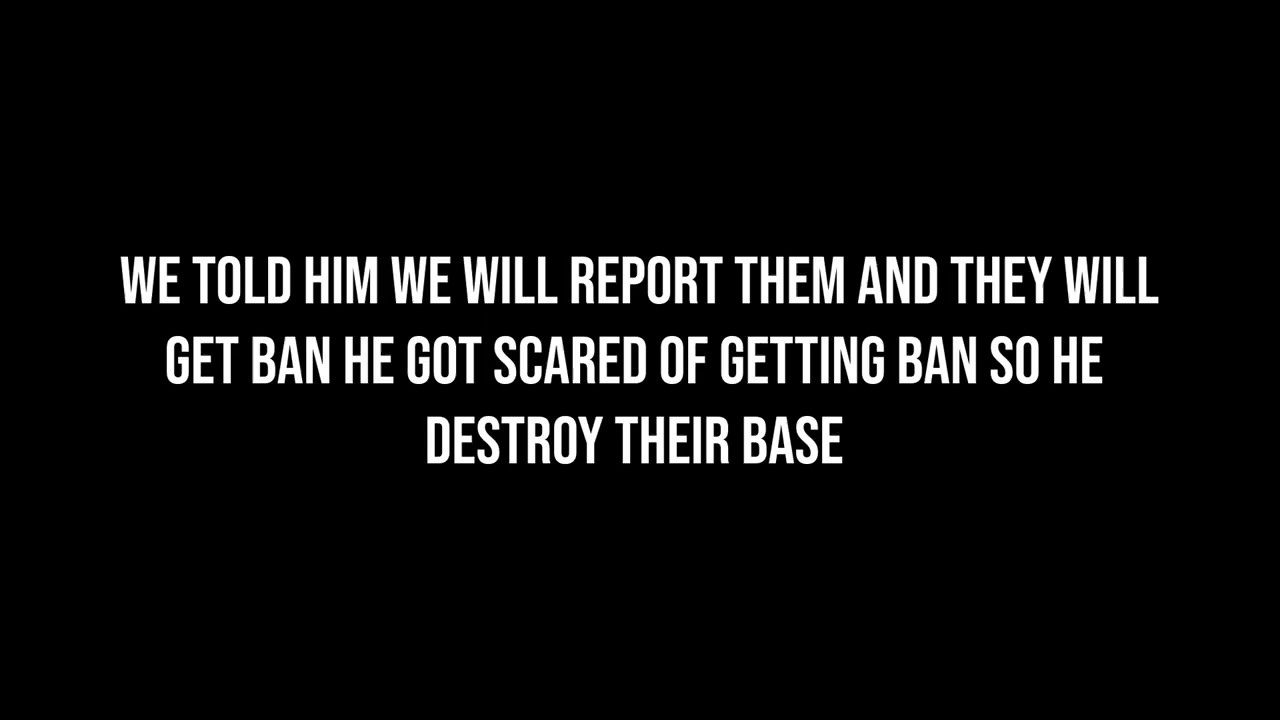 WE TOLD HIM WE WILL REPORT THEM AND THEY WILL
GET BAN HE GOT SCARED OF GETTING BAN SO HE
DESTROY THEIR BASE